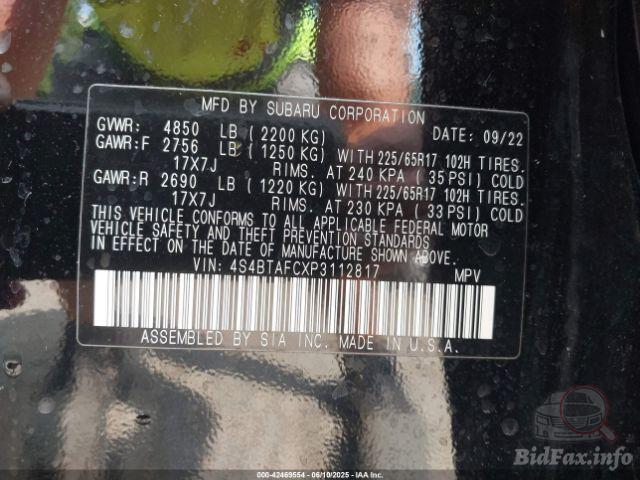 MFD BY SUBARU CORPORATION
GVWR: 4850 LB (2200 KG) DATE: 09/22
GAWR:F 2756 LB (1250 KG) WITH 225/65R17 102H TIRES.
17X7J RIMS. AT 240 KPA (35 PSI) COLD
GAWR:R 2690 LB (1220 KG) WITH 225/65R17 102H TIRES.
17X7J RIMS. AT 230 KPA (33 PSI) COLD
THIS VEHICLE CONFORMS TO ALL APPLICABLE FEDERAL MOTOR
VEHICLE SAFETY AND THEFT PREVENTION STANDARDS
IN EFFECT ON THE DATE OF MANUFACTURE SHOWN ABOVE.
VIN: 4S4BTAFCXP3112817 MPV
ASSEMBLED BY SIA INC. MADE IN U.S.A.
BidFax.info
000-42469554 - 06/10/2025 - IAA Inc.